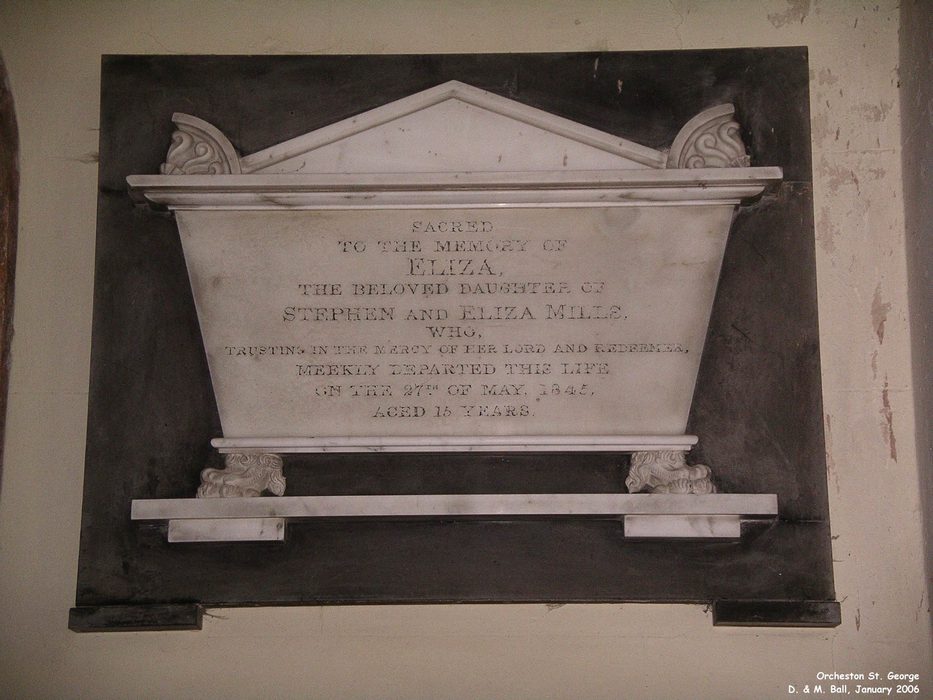 SACRED
TO THE MEMORY OF
ELIZA,
THE BELOVED DAUGHTER OF
STEPHEN AND ELIZA MILLS,
WHO,
TRUSTING IN THE MERCY OF HER LORD AND REDEEMER,
MEEKLY DEPARTED THIS LIFE
ON THE 27TH OF MAY, 1845,
AGED 15 YEARS.
Orcheston St. George
D. & M. Ball, January 2006